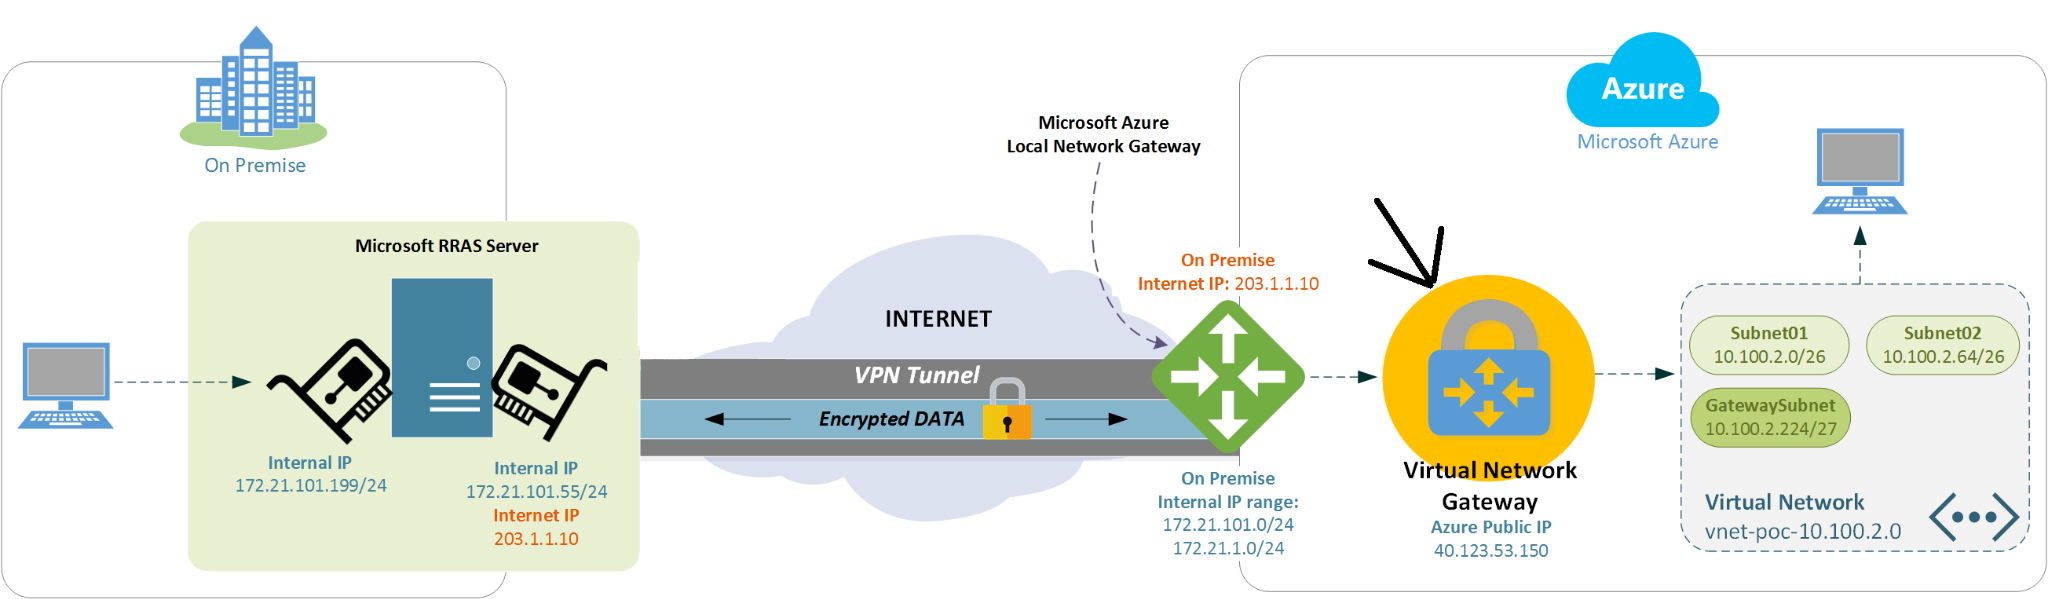 On Premise
Microsoft RRAS Server
Internal IP
172.21.101.199/24
Internal IP
172.21.101.55/24
Internet IP
203.1.1.10
INTERNET
VPN Tunnel
Encrypted DATA
Microsoft Azure
Local Network Gateway
On Premise
Internet IP: 203.1.1.10
On Premise
Internal IP range:
172.21.101.0/24
172.21.1.0/24
Azure
Microsoft Azure
Virtual Network
Gateway
Azure Public IP
40.123.53.150
Subnet01
10.100.2.0/26
Subnet02
10.100.2.64/26
GatewaySubnet
10.100.2.224/27
Virtual Network
vnet-poc-10.100.2.0